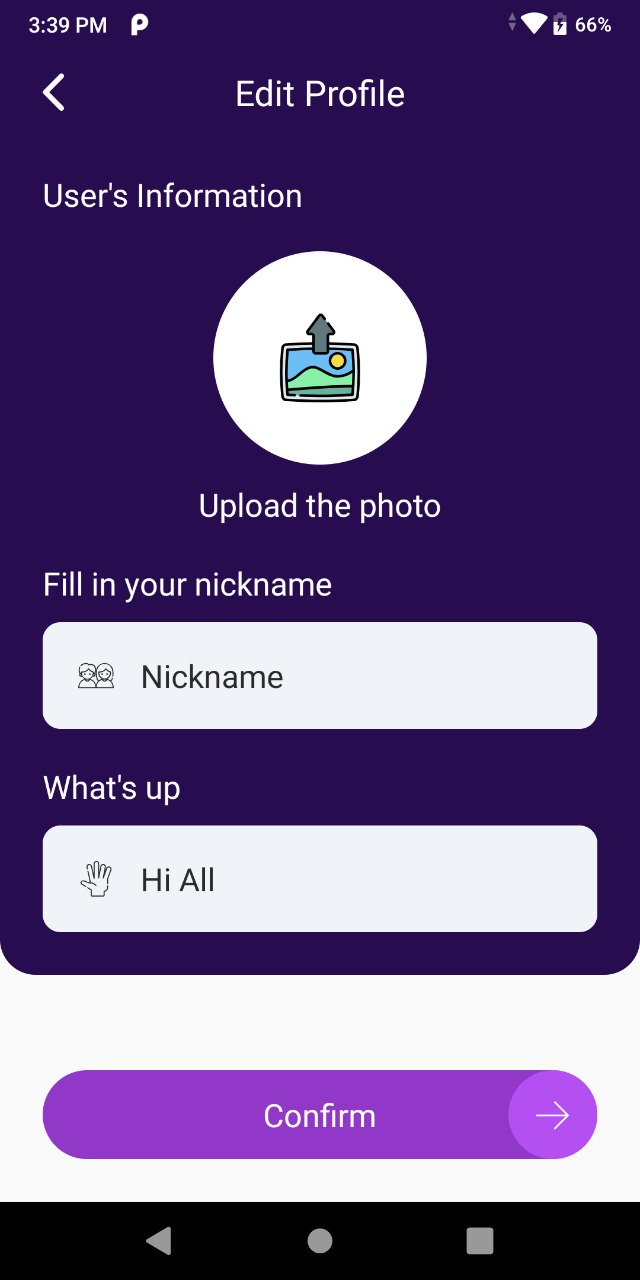 3:39 PM
66%
Edit Profile
User's Information
Upload the photo
Fill in your nickname
Nickname
What's up
Hi All
Confirm